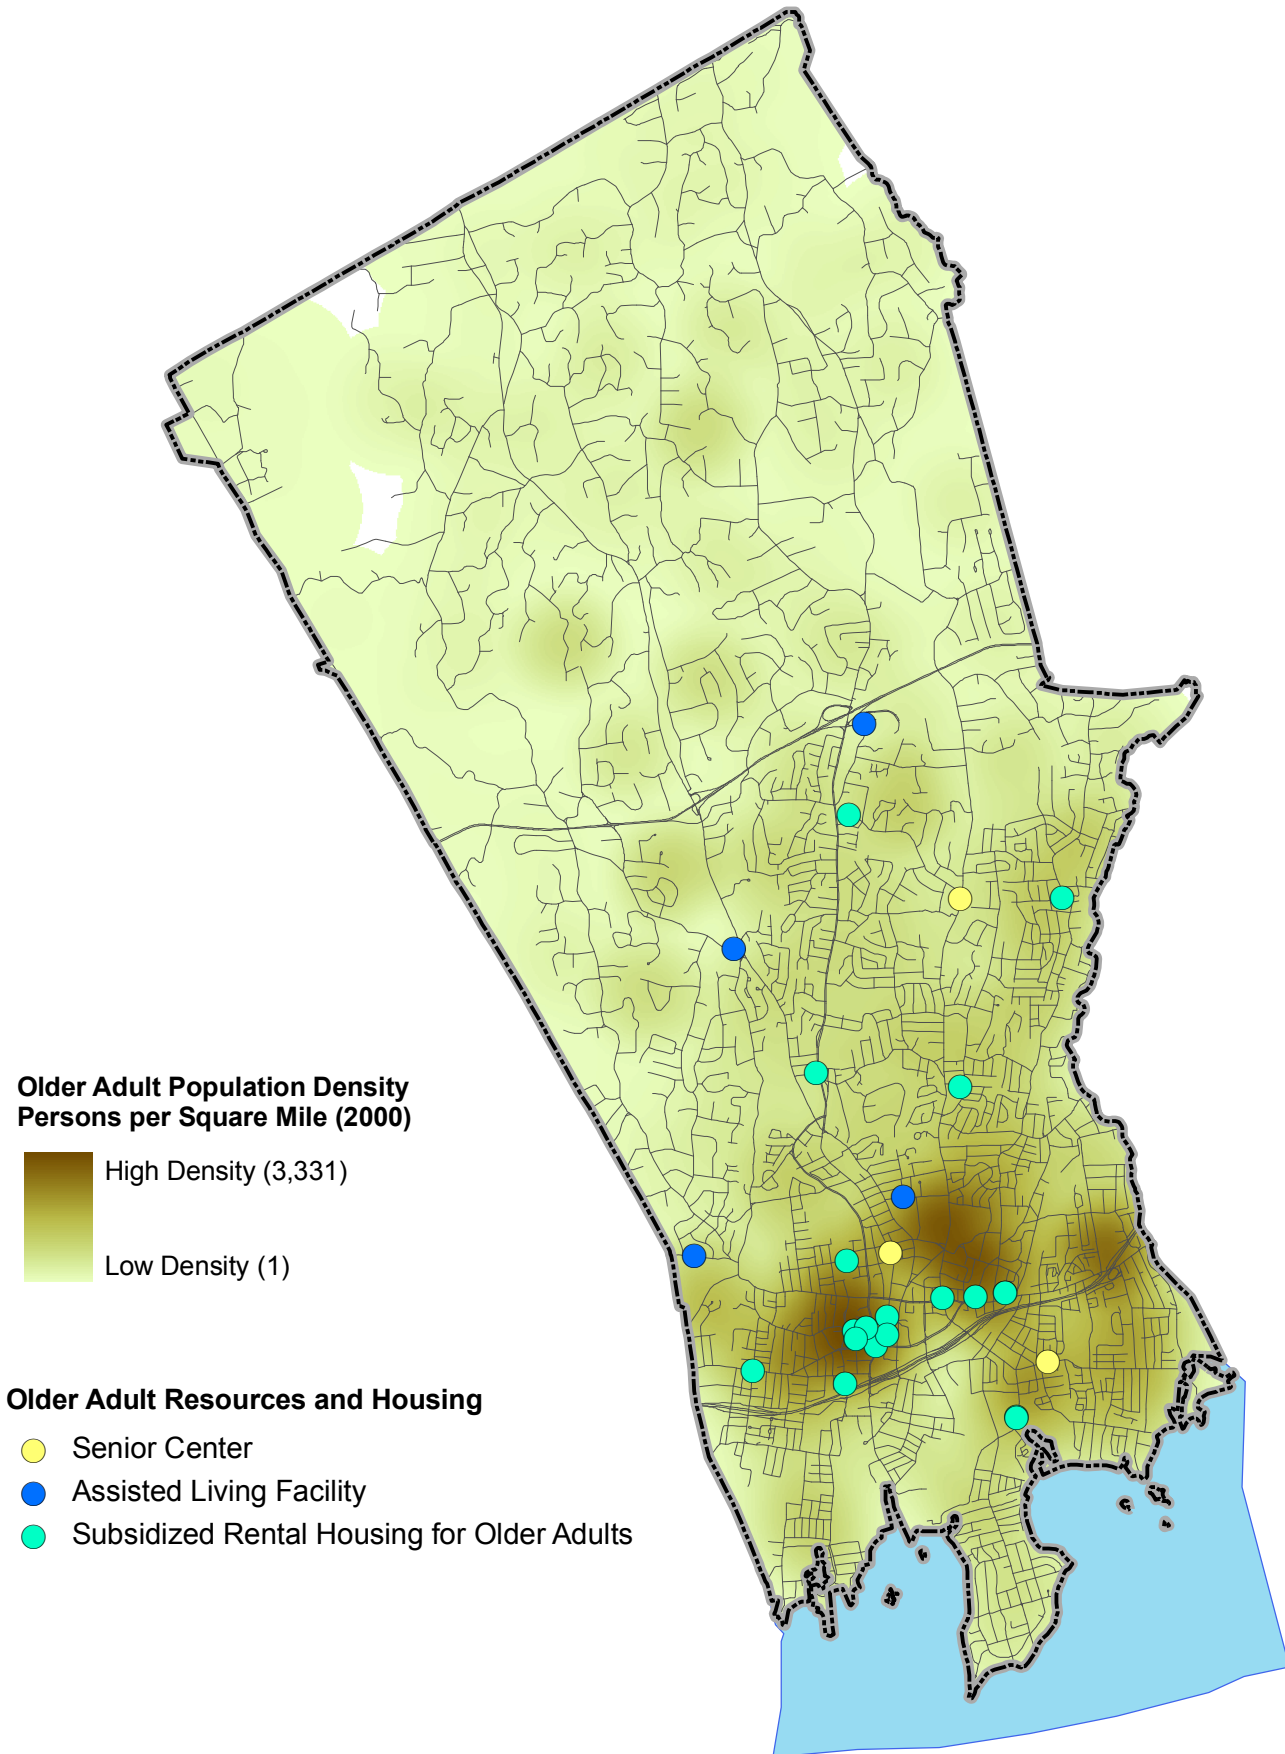 Older Adult Population Density
Persons per Square Mile (2000)
High Density (3,331)
Low Density (1)
Older Adult Resources and Housing
Senior Center
Assisted Living Facility
Subsidized Rental Housing for Older Adults